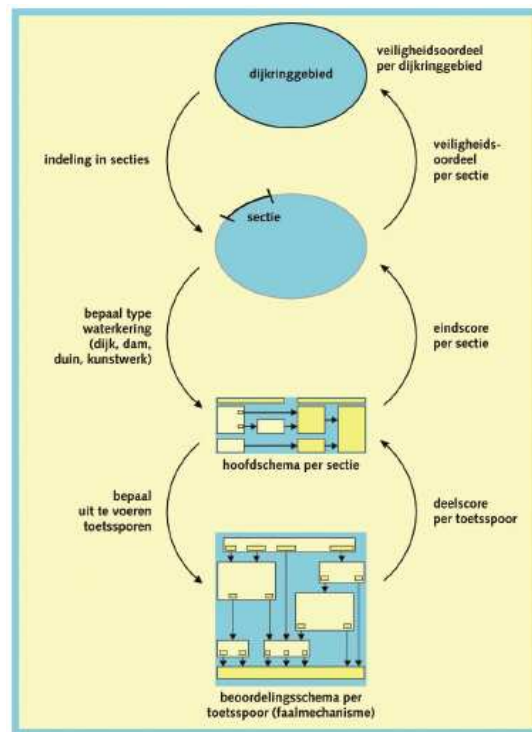 dijkringgebied
veiligheidsoordeel
per dijkringgebied
indeling in secties
veiligheids-
oordeel
per sectie
sectie
bepaal type
waterkering
(dijk, dam,
duin, kunstwerk)
eindscore
per sectie
hoofdschema per sectie
bepaal
uit te voeren
toetssporen
deelscore
per toetsspoor
beoordelingsschema per
toetsspoor (faalmechanisme)